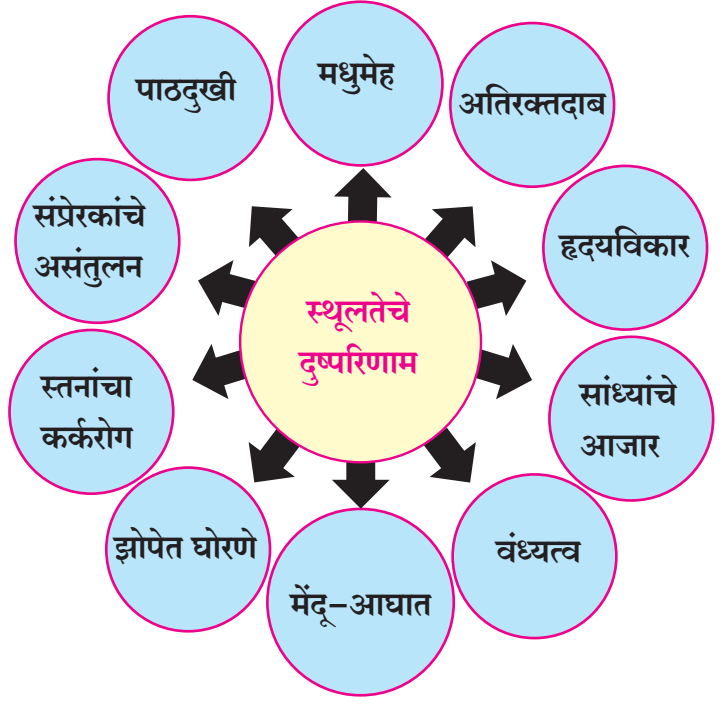 स्थूलतेचे
दुष्परिणाम
मधुमेह
अतिरक्तदाब
हृदयविकार
सांध्यांचे
आजार
वंध्यत्व
मेंदू–आघात
झोपेत घोरणे
स्तनांचा
कर्करोग
संप्रेरकांचे
असंतुलन
पाठदुखी